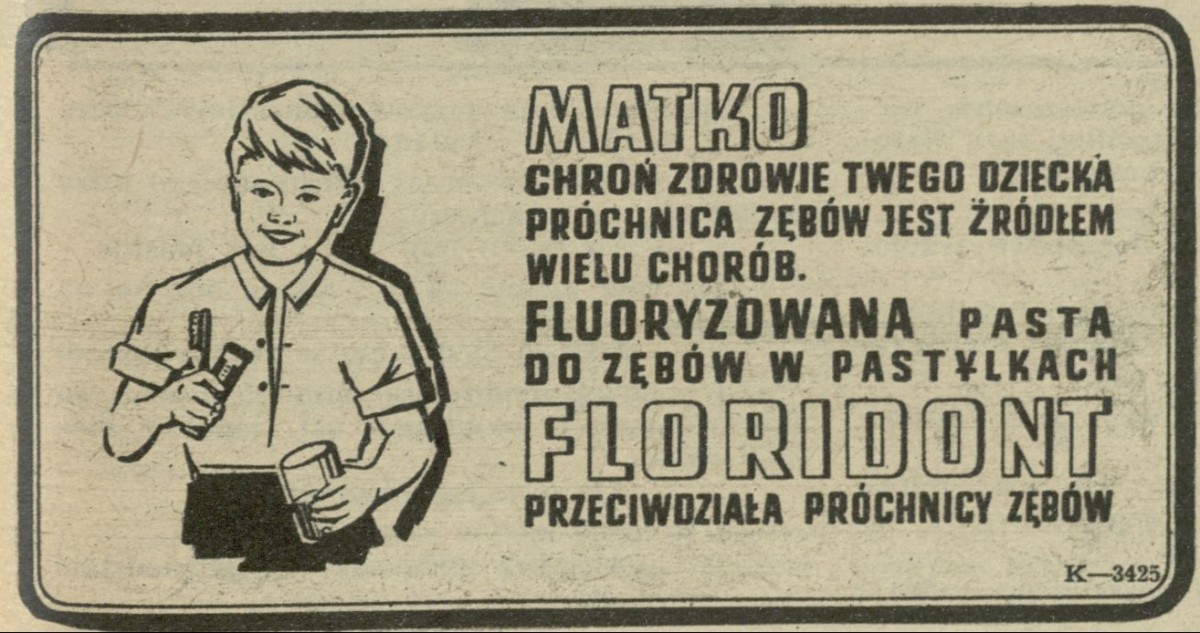 MATKO
CHROŃ ZDROWIE TWEGO DZIECKA
PRÓCHNICA ZĘBÓW JEST ŹRÓDŁEM
WIELU CHORÓB.
FLUORYZOWANA PASTA
DO ZĘBÓW W PASTYLKACH
FLORIDONT
PRZECIWDZIAŁA PRÓCHNICY ZĘBÓW
K—3425